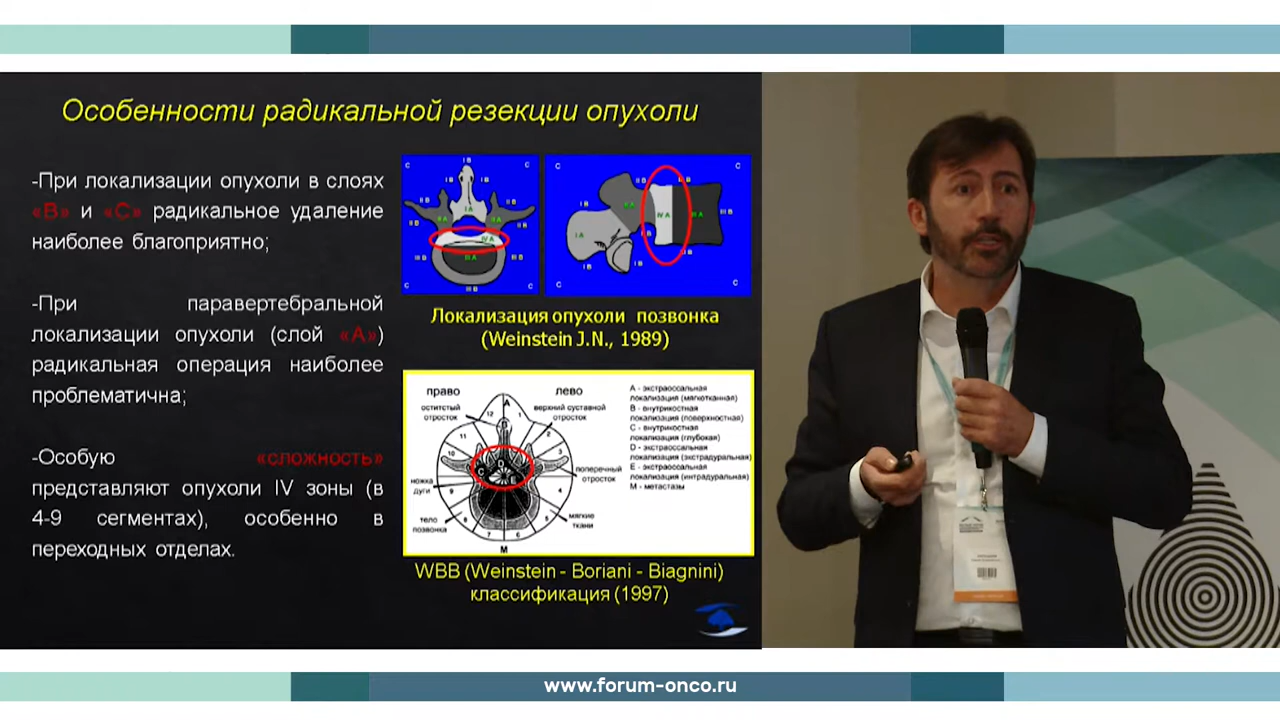 Особенности радикальной резекции опухоли
-При локализации опухоли в слоях
«В» и «С» радикальное удаление
наиболее благоприятно;
-При паравертебральной
локализации опухоли (слой «А»)
радикальная операция наиболее
проблематична;
-Особую «сложность»
представляют опухоли IV зоны (в
4-9 сегментах), особенно в
переходных отделах.
Локализация опухоли позвонка
(Weinstein J.N., 1989)
право
лево
остистый
отросток
верхний суставной
отросток
поперечный
отросток
ножка
дуги
тело
позвонка
мягкие
ткани
M
А - экстраоссальная
локализация (мягкотканная)
В - внутрикостная
локализация (поверхностная)
С - внутрикостная
локализация (глубокая)
D - экстраоссальная
локализация (экстрадуральная)
Е - экстраоссальная
локализация (интрадуральная)
М - метастазы
WBB (Weinstein - Boriani - Biagnini)
классификация (1997)
www.forum-onco.ru